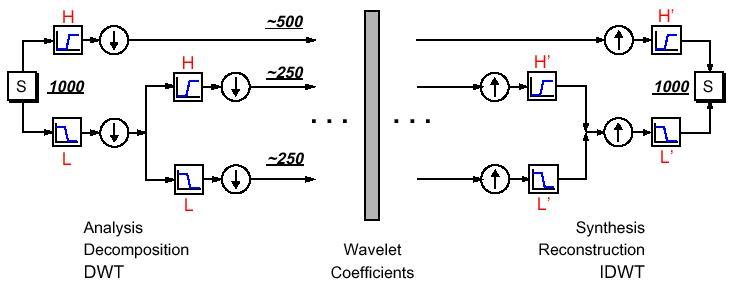 H
~500
H'
H
~250
H'
S
1000
1000
S
. . .
. . .
L
~250
L'
L
L'
Analysis
Decomposition
DWT
Wavelet
Coefficients
Synthesis
Reconstruction
IDWT